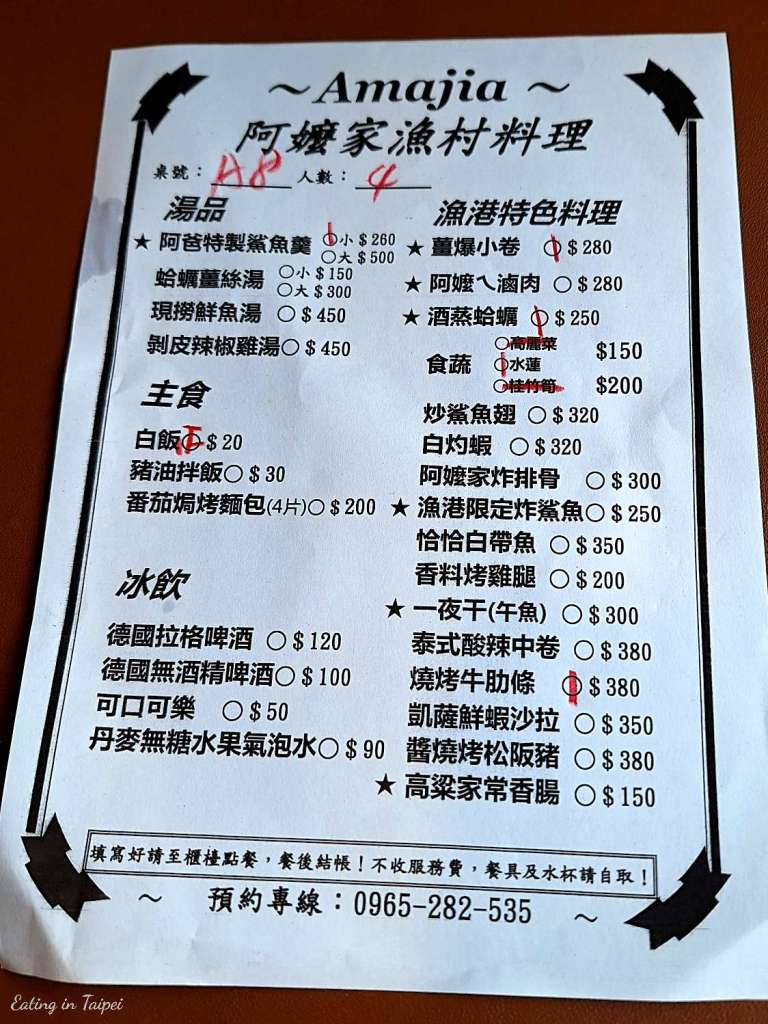 ～Amajia～
阿嬤家漁村料理
桌號：A8 人數：4
湯品
★ 阿爸特製鯊魚羹 ○小 $260
○大 $500
蛤蠣薑絲湯 ○小 $150
○大 $300
現撈鮮魚湯 ○ $450
剝皮辣椒雞湯○ $450
主食
白飯○ $20
豬油拌飯○ $30
番茄焗烤麵包(4片)○ $200
冰飲
德國拉格啤酒 ○ $120
德國無酒精啤酒○ $100
可口可樂 ○ $50
丹麥無糖水果氣泡水○ $90
漁港特色料理
★ 薑爆小卷 ○ $280
★ 阿嬤ㄟ滷肉 ○ $280
★ 酒蒸蛤蠣 ○ $250
食蔬 ○高麗菜 $150
○水蓮
○桂竹筍 $200
炒鯊魚翅 ○ $320
白灼蝦 ○ $320
阿嬤家炸排骨 ○ $300
★ 漁港限定炸鯊魚○ $250
恰恰白帶魚 ○ $350
香料烤雞腿 ○ $200
★ 一夜干(午魚) ○ $300
泰式酸辣中卷 ○ $380
燒烤牛肋條 ○ $380
凱薩鮮蝦沙拉 ○ $350
醬燒烤松阪豬 ○ $380
★ 高粱家常香腸 ○ $150
填寫好請至櫃檯點餐，餐後結帳！不收服務費，餐具及水杯請自取！
～ 預約專線：0965-282-535 ～
Eating in Taipei